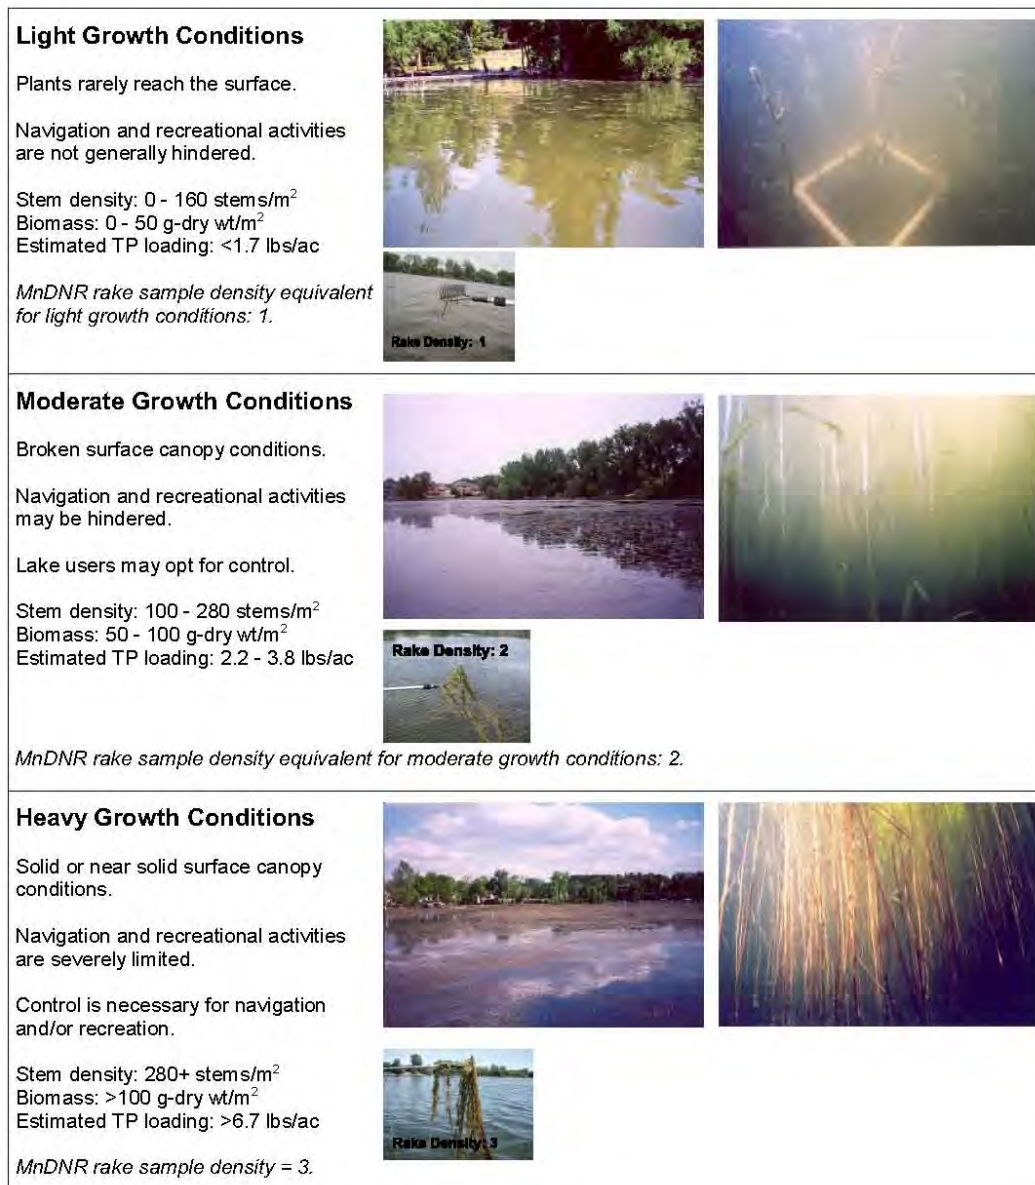 Light Growth Conditions
Plants rarely reach the surface.
Navigation and recreational activities
are not generally hindered.
Stem density: 0 - 160 stems/m²
Biomass: 0 - 50 g-dry wt/m²
Estimated TP loading: <1.7 lbs/ac
MnDNR rake sample density equivalent
for light growth conditions: 1.
Rake Density: 1
Moderate Growth Conditions
Broken surface canopy conditions.
Navigation and recreational activities
may be hindered.
Lake users may opt for control.
Stem density: 100 - 280 stems/m²
Biomass: 50 - 100 g-dry wt/m²
Estimated TP loading: 2.2 - 3.8 lbs/ac
Rake Density: 2
MnDNR rake sample density equivalent for moderate growth conditions: 2.
Heavy Growth Conditions
Solid or near solid surface canopy
conditions.
Navigation and recreational activities
are severely limited.
Control is necessary for navigation
and/or recreation.
Stem density: 280+ stems/m²
Biomass: >100 g-dry wt/m²
Estimated TP loading: >6.7 lbs/ac
MnDNR rake sample density = 3.
Rake Density: 3